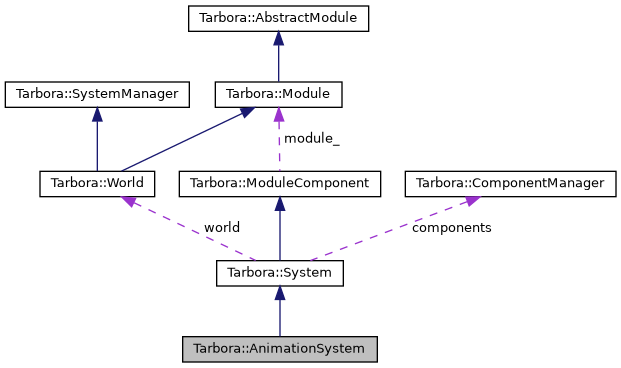 Tarbora::AbstractModule
Tarbora::SystemManager
Tarbora::Module
module_
Tarbora::World
Tarbora::ModuleComponent
Tarbora::ComponentManager
world
components
Tarbora::System
Tarbora::AnimationSystem